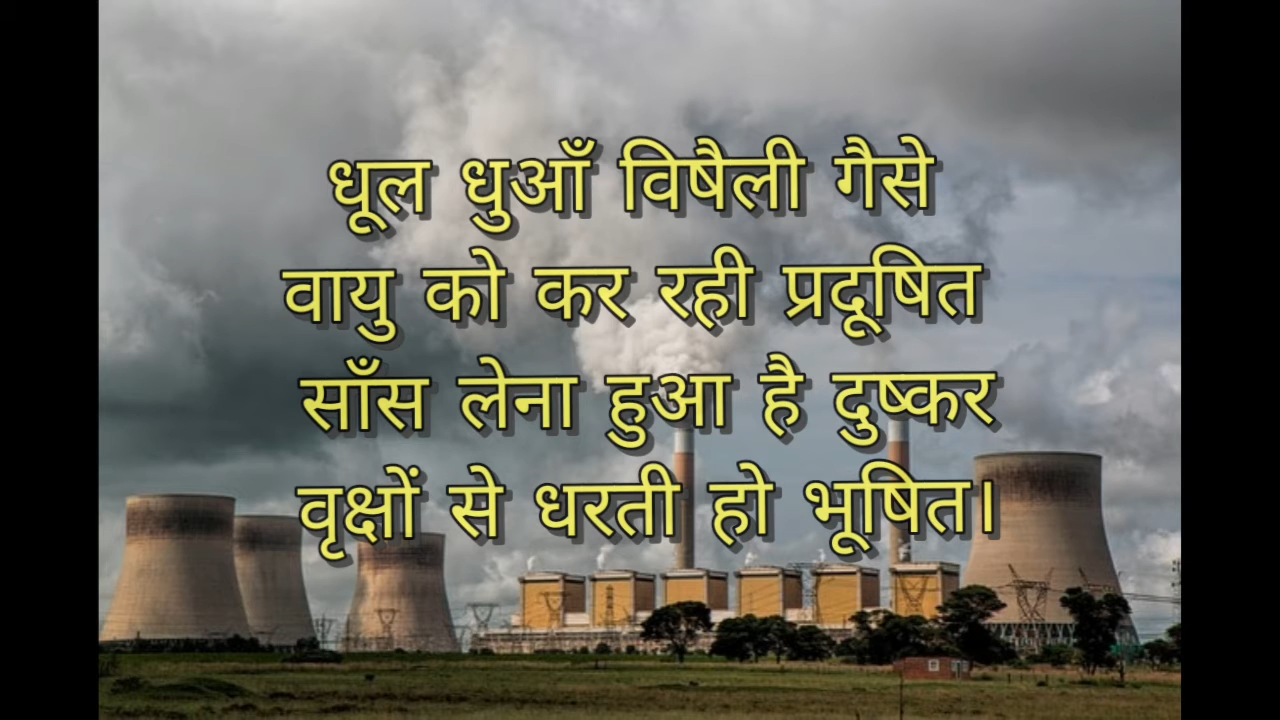 धूल धुआँ विषैली गैसे
वायु को कर रही प्रदूषित
साँस लेना हुआ है दुष्कर
वृक्षों से धरती हो भूषित।